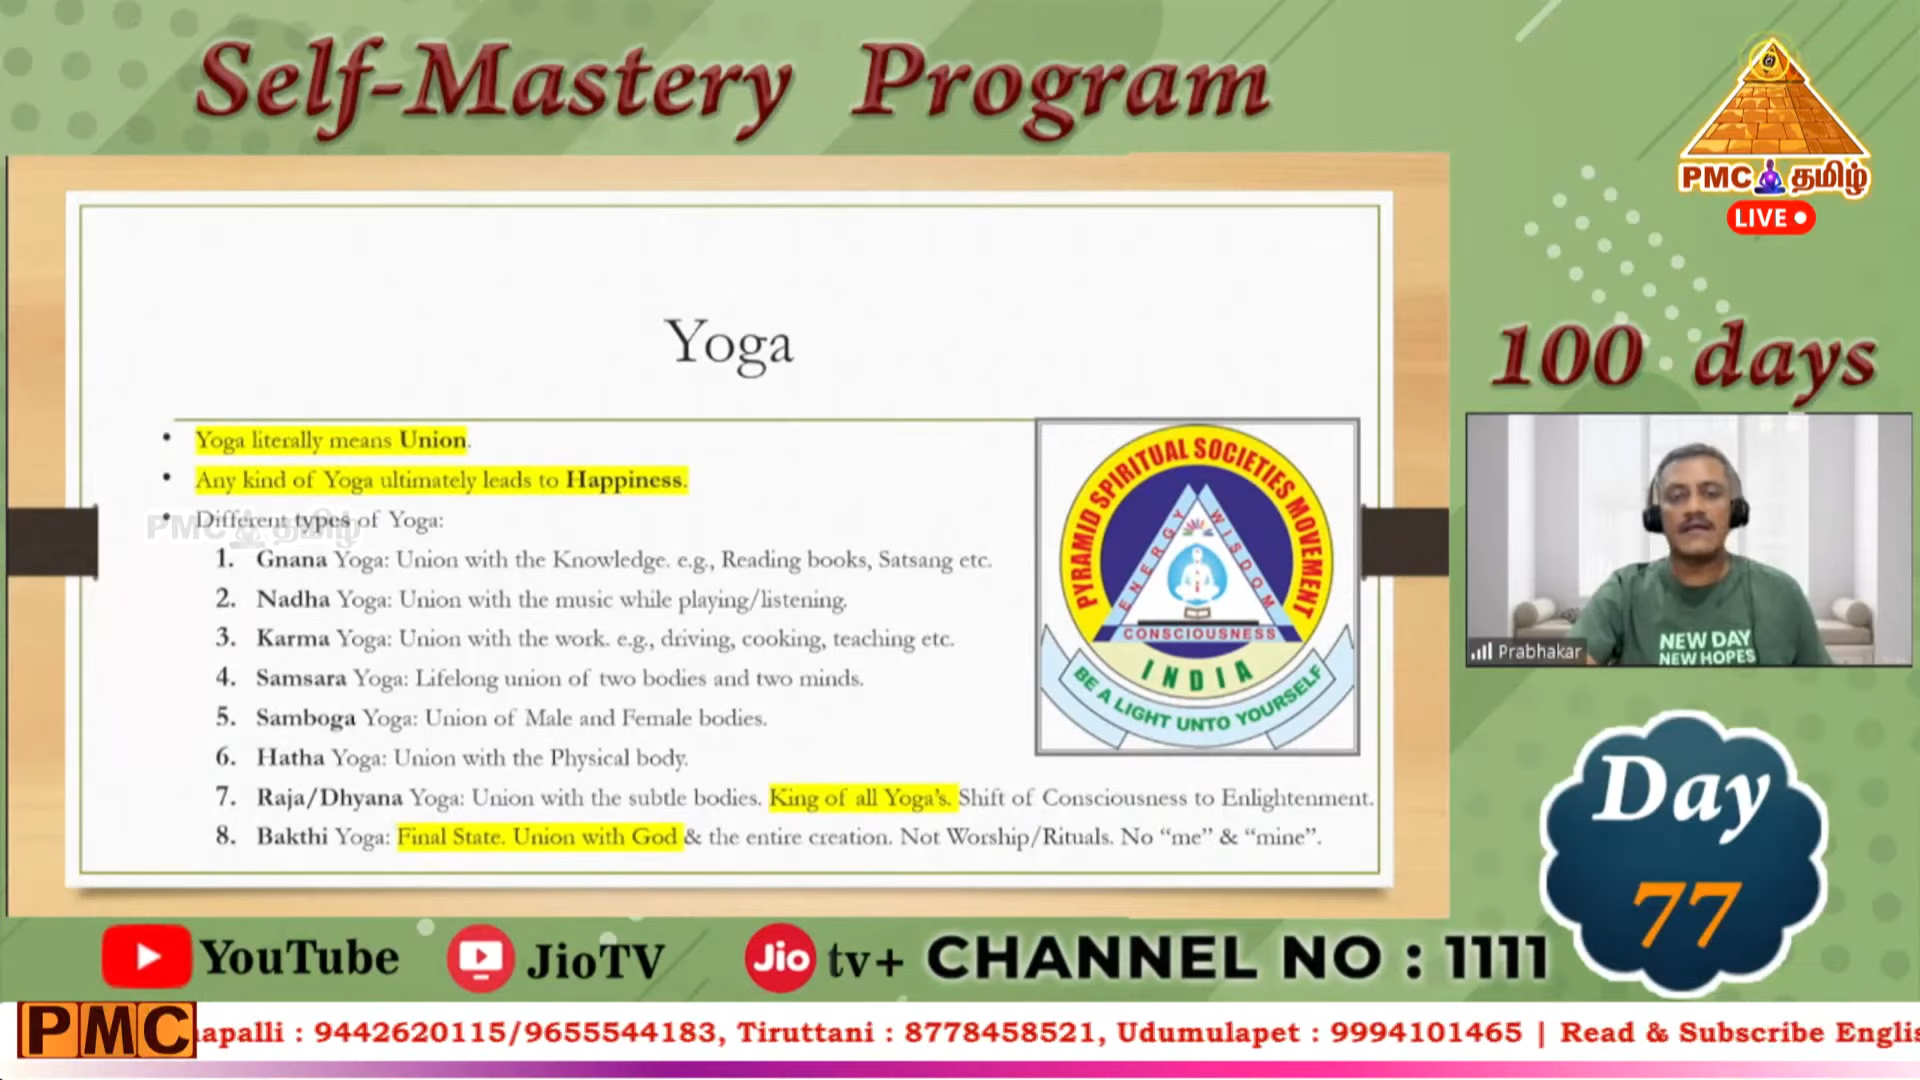 Self-Mastery Program
PMC தமிழ்
LIVE
100 days
Yoga
• Yoga literally means Union.
• Any kind of Yoga ultimately leads to Happiness.
• Different types of Yoga:
PMC தமிழ்
1. Gnana Yoga: Union with the Knowledge. e.g., Reading books, Satsang etc.
2. Nadha Yoga: Union with the music while playing/listening.
3. Karma Yoga: Union with the work. e.g., driving, cooking, teaching etc.
4. Samsara Yoga: Lifelong union of two bodies and two minds.
5. Samboga Yoga: Union of Male and Female bodies.
6. Hatha Yoga: Union with the Physical body.
7. Raja/Dhyana Yoga: Union with the subtle bodies. King of all Yoga's. Shift of Consciousness to Enlightenment.
8. Bakthi Yoga: Final State. Union with God & the entire creation. Not Worship/Rituals. No “me” & “mine”.
PYRAMID SPIRITUAL SOCIETIES MOVEMENT
ENERGY
WISDOM
CONSCIOUSNESS
INDIA
BE A LIGHT UNTO YOURSELF
NEW DAY
NEW HOPES
Prabhakar
Day
77
YouTube
JioTV
Jio tv+
CHANNEL NO : 1111
PMC
apalli : 9442620115/9655544183, Tiruttani : 8778458521, Udumulapet : 9994101465 | Read & Subscribe Englis